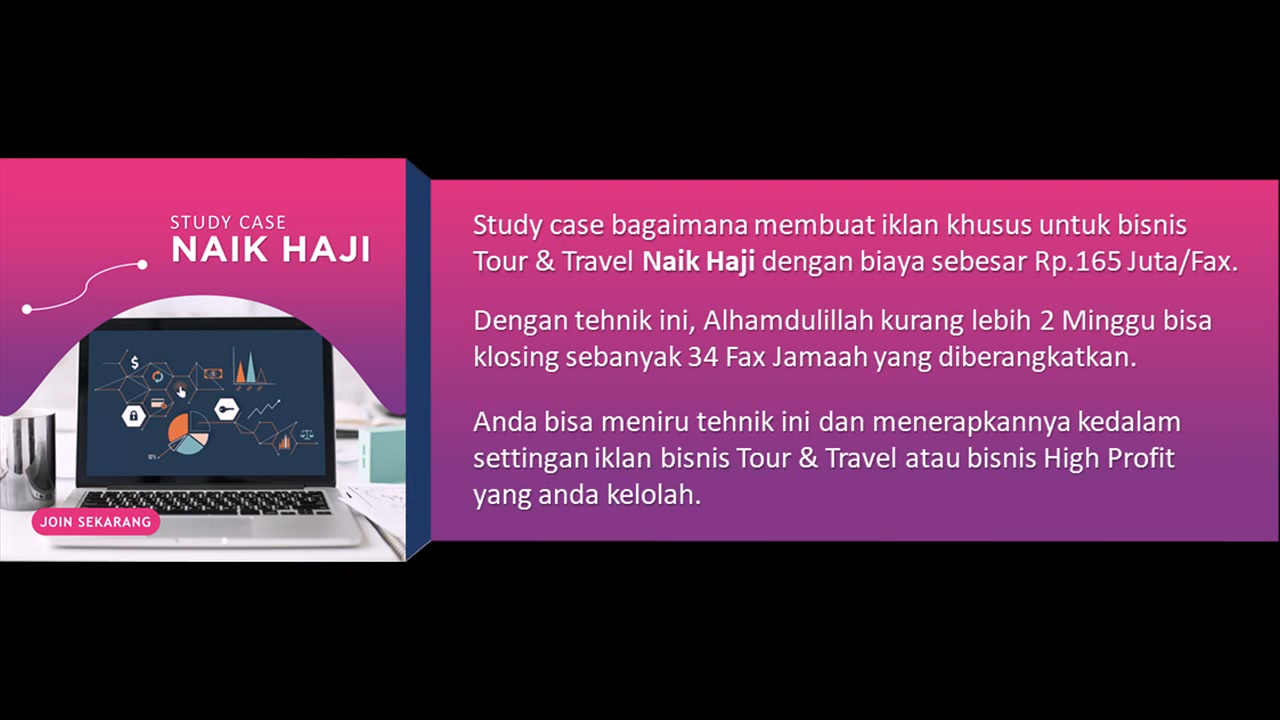 STUDY CASE
NAIK HAJI
JOIN SEKARANG
Study case bagaimana membuat iklan khusus untuk bisnis
Tour & Travel Naik Haji dengan biaya sebesar Rp.165 Juta/Fax.
Dengan tehnik ini, Alhamdulillah kurang lebih 2 Minggu bisa
klosing sebanyak 34 Fax Jamaah yang diberangkatkan.
Anda bisa meniru tehnik ini dan menerapkannya kedalam
settingan iklan bisnis Tour & Travel atau bisnis High Profit
yang anda kelolah.